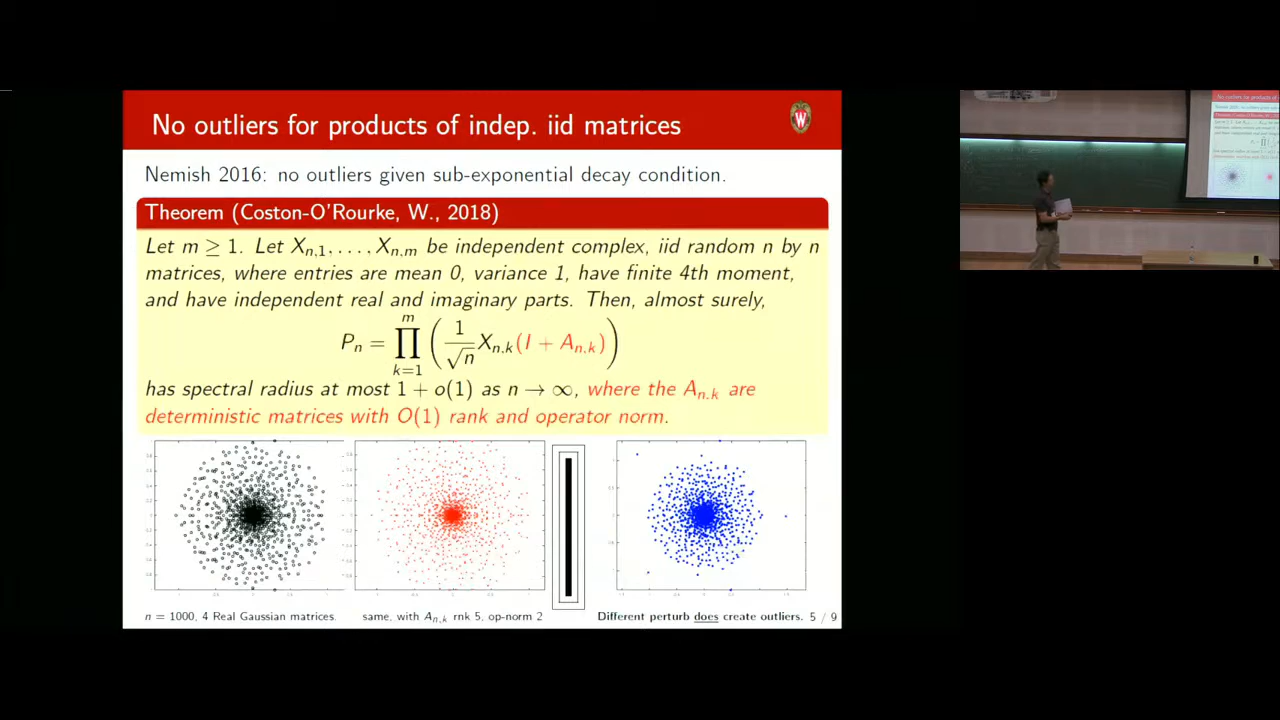 No outliers for products of indep. iid matrices
W
Nemish 2016: no outliers given sub-exponential decay condition.
Theorem (Coston-O'Rourke, W., 2018)
Let m ≥ 1. Let X_{n,1}, ..., X_{n,m} be independent complex, iid random n by n
matrices, where entries are mean 0, variance 1, have finite 4th moment,
and have independent real and imaginary parts. Then, almost surely,
P_n = ∏_{k=1}^{m} ( 1/√n X_{n,k}(I + A_{n,k}) )
has spectral radius at most 1 + o(1) as n → ∞, where the A_{n,k} are
deterministic matrices with O(1) rank and operator norm.
n = 1000, 4 Real Gaussian matrices.
same, with A_{n,k} rnk 5, op-norm 2
Different perturb does create outliers. 5 / 9